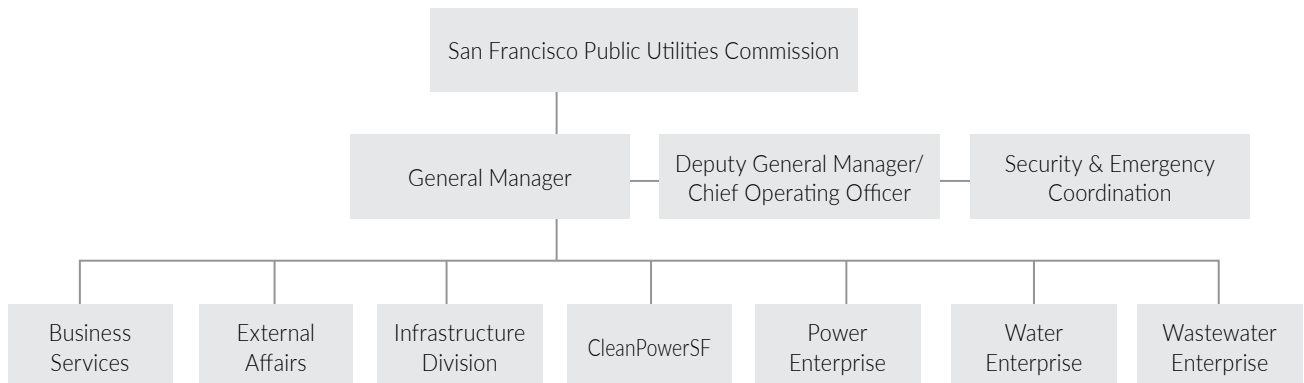 San Francisco Public Utilities Commission
General Manager
Deputy General Manager/
Chief Operating Officer
Security & Emergency
Coordination
Business
Services
External
Affairs
Infrastructure
Division
CleanPowerSF
Power
Enterprise
Water
Enterprise
Wastewater
Enterprise